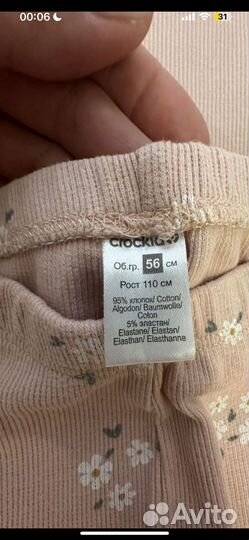 00:06
31
crockid
Об.гр. 56 см
Рост 110 см
95% хлопок/ Cotton/
Algodon/ Baumwolle/
Coton
5% эластан/
Elastane/ Elastan/
Elasthan/ Elasthanne
Avito